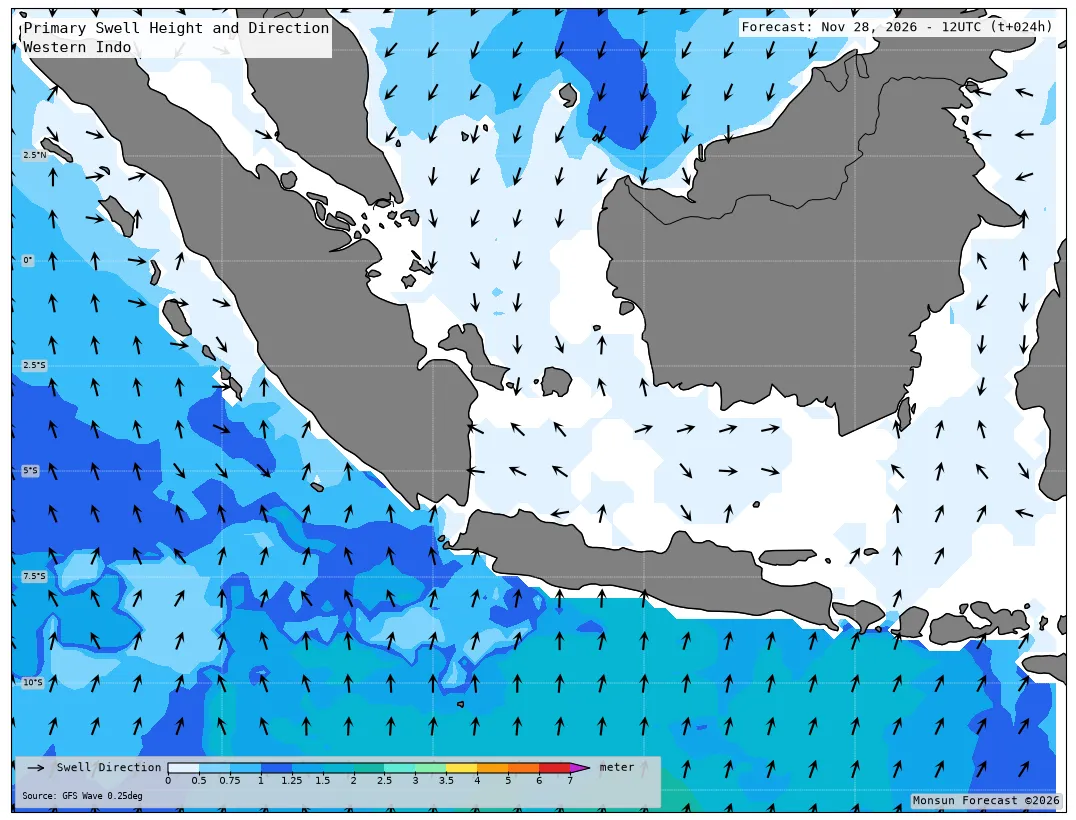 Primary Swell Height and Direction
Western Indo
Forecast: Nov 28, 2026 - 12UTC (t+024h)
2.5°N
0°
2.5°S
5°S
7.5°S
10°S
Swell Direction
0 0.5 0.75 1 1.25 1.5 2 2.5 3 3.5 4 5 6 7
meter
Source: GFS Wave 0.25deg
Monsun Forecast ©2026